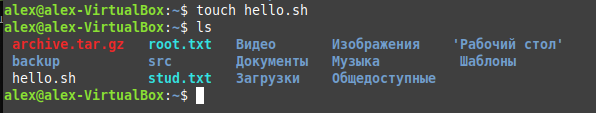 alex@alex-VirtualBox:~$ touch hello.sh
alex@alex-VirtualBox:~$ ls
archive.tar.gz root.txt Видео Изображения 'Рабочий стол'
backup src Документы Музыка Шаблоны
hello.sh stud.txt Загрузки Общедоступные
alex@alex-VirtualBox:~$